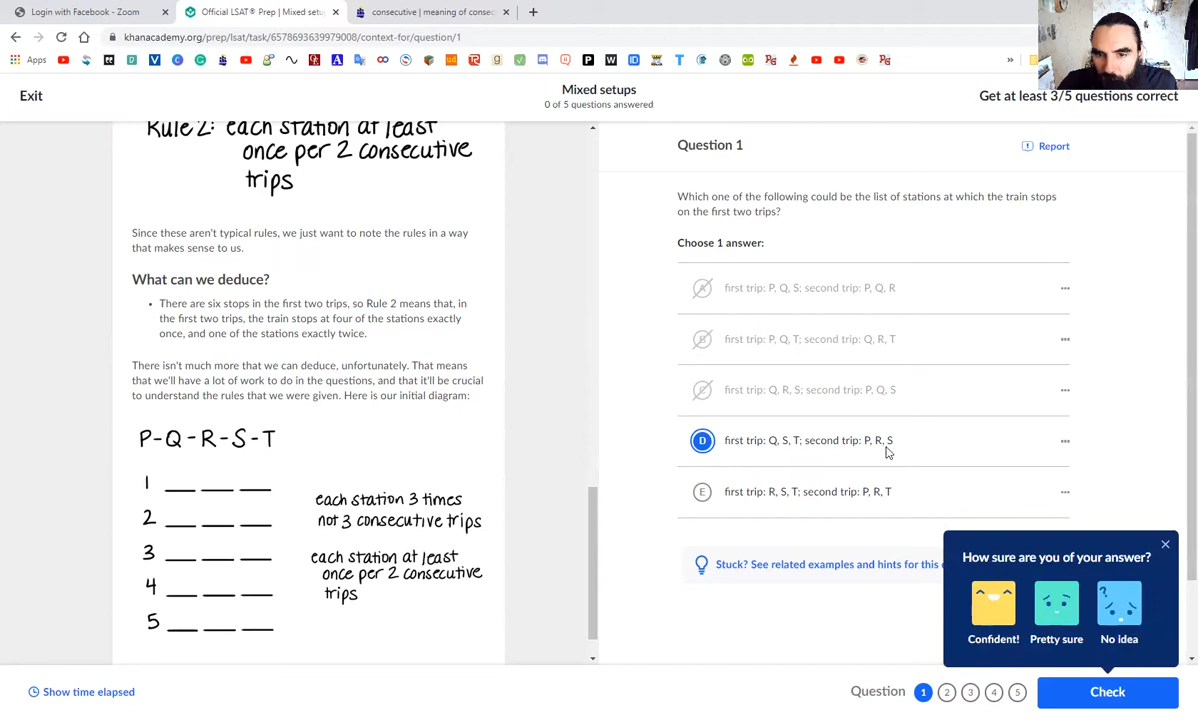 Login with Facebook - Zoom
Official LSAT® Prep | Mixed setu
consecutive | meaning of consec
khanacademy.org/prep/lsat/task/6578693639979008/context-for/question/1
Apps
Exit
Mixed setups
0 of 5 questions answered
Get at least 3/5 questions correct
Rule 2: each station at least
once per 2 consecutive
trips
Since these aren't typical rules, we just want to note the rules in a way
that makes sense to us.
What can we deduce?
• There are six stops in the first two trips, so Rule 2 means that, in
the first two trips, the train stops at four of the stations exactly
once, and one of the stations exactly twice.
There isn't much more that we can deduce, unfortunately. That means
that we'll have a lot of work to do in the questions, and that it'll be crucial
to understand the rules that we were given. Here is our initial diagram:
P-Q-R-S-T
1
2
3
4
5
each station 3 times
not 3 consecutive trips
each station at least
once per 2 consecutive
trips
Question 1
Report
Which one of the following could be the list of stations at which the train stops
on the first two trips?
Choose 1 answer:
A first trip: P, Q, S; second trip: P, Q, R
B first trip: P, Q, T; second trip: Q, R, T
C first trip: Q, R, S; second trip: P, Q, S
D first trip: Q, S, T; second trip: P, R, S
E first trip: R, S, T; second trip: P, R, T
Stuck? See related examples and hints for this
How sure are you of your answer?
Confident! Pretty sure No idea
Show time elapsed
Question 1 2 3 4 5
Check